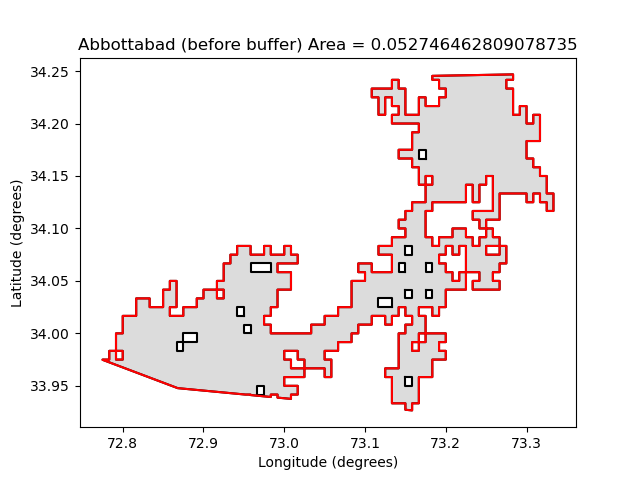 Abbottabad (before buffer) Area = 0.052746462809078735
34.25
34.20
34.15
34.10
34.05
34.00
33.95
Latitude (degrees)
72.8 72.9 73.0 73.1 73.2 73.3
Longitude (degrees)